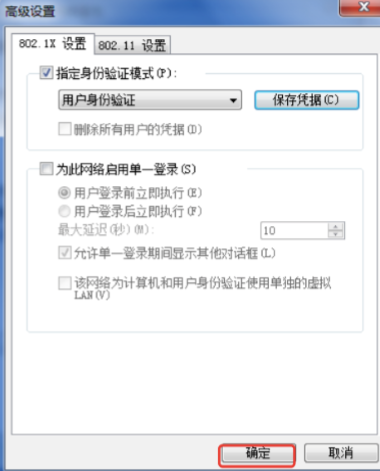 高级设置
802.1X 设置 802.11 设置
指定身份验证模式(P):
用户身份验证 保存凭据(C)
删除所有用户的凭据(D)
为此网络启用单一登录(S)
用户登录前立即执行(E)
用户登录后立即执行(F)
最大延迟(秒)(M): 10
允许单一登录期间显示其他对话框(L)
该网络为计算机和用户身份验证使用单独的虚拟
LAN(V)
确定 取消